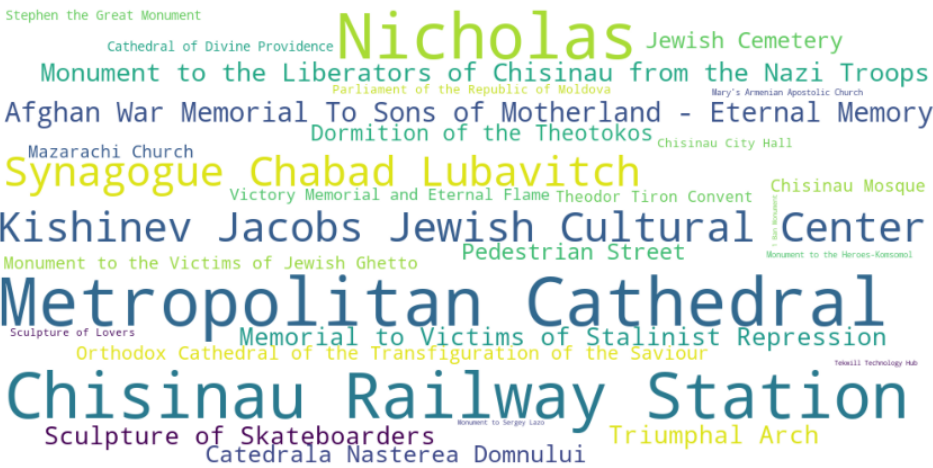 Stephen the Great Monument
Nicholas
Jewish Cemetery
Cathedral of Divine Providence
Monument to the Liberators of Chisinau from the Nazi Troops
Parliament of the Republic of Moldova
Mary's Armenian Apostolic Church
Afghan War Memorial To Sons of Motherland - Eternal Memory
Dormition of the Theotokos
Chisinau City Hall
Mazarachi Church
Synagogue Chabad Lubavitch
Chisinau Mosque
Victory Memorial and Eternal Flame
Theodor Tiron Convent
Kishinev Jacobs Jewish Cultural Center
Pedestrian Street
Monument to the Heroes-Komsomol
Monument to the Victims of Jewish Ghetto
Metropolitan Cathedral
Sculpture of Lovers
Memorial to Victims of Stalinist Repression
Orthodox Cathedral of the Transfiguration of the Saviour
Tekwill Technology Hub
Chisinau Railway Station
Monument to Sergey Lazo
Sculpture of Skateboarders
Triumphal Arch
Catedrala Nasterea Domnului